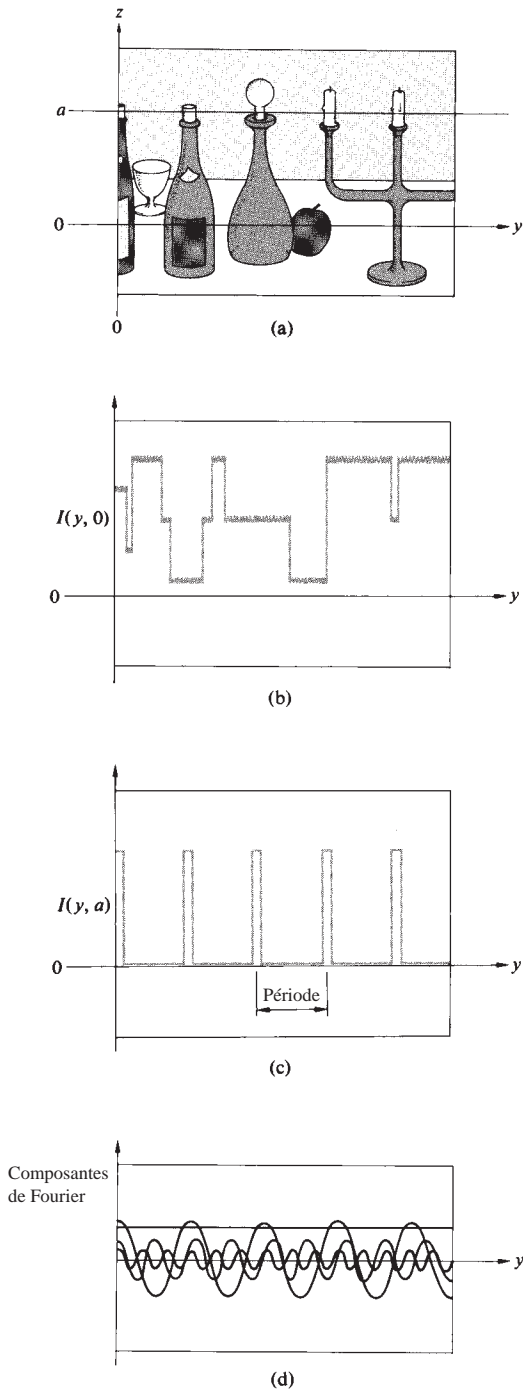 z
a
0
y
0
(a)
I(y, 0)
0
y
(b)
I(y, a)
0
y
Période
(c)
Composantes
de Fourier
y
(d)